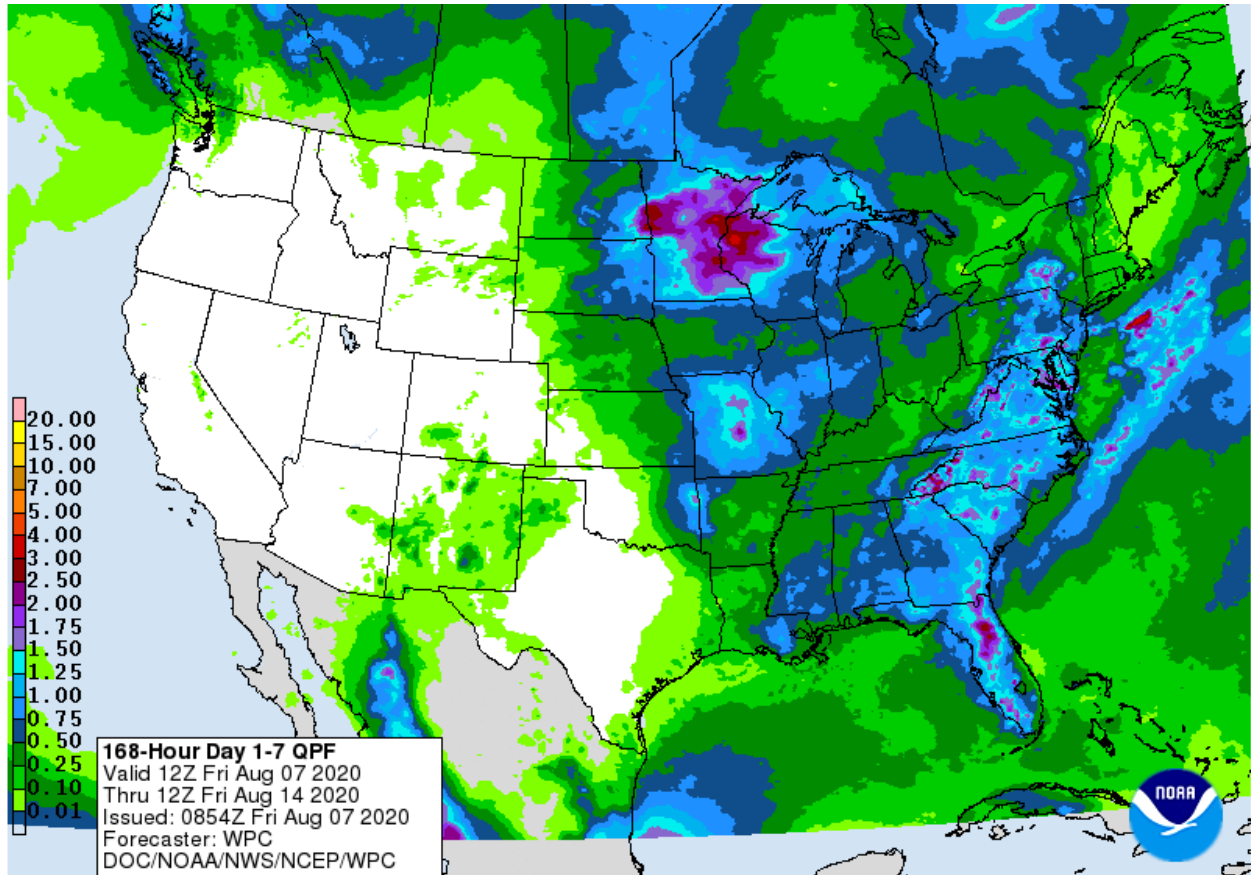 20.00
15.00
10.00
7.00
5.00
4.00
3.00
2.50
2.00
1.75
1.50
1.25
1.00
0.75
0.50
0.25
0.10
0.01
168-Hour Day 1-7 QPF
Valid 12Z Fri Aug 07 2020
Thru 12Z Fri Aug 14 2020
Issued: 0854Z Fri Aug 07 2020
Forecaster: WPC
DOC/NOAA/NWS/NCEP/WPC
NOAA